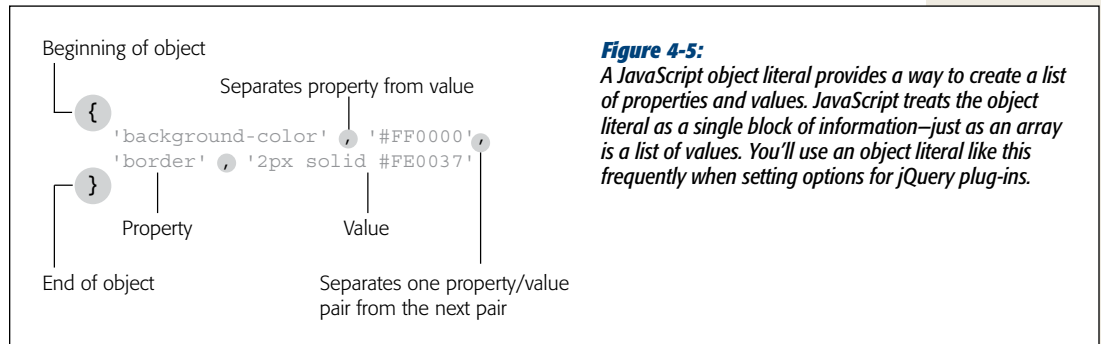 Beginning of object
Separates property from value
{
'background-color' , '#FF0000',
'border' , '2px solid #FE0037'
}
Property
Value
End of object
Separates one property/value
pair from the next pair
Figure 4-5:
A JavaScript object literal provides a way to create a list
of properties and values. JavaScript treats the object
literal as a single block of information—just as an array
is a list of values. You'll use an object literal like this
frequently when setting options for jQuery plug-ins.